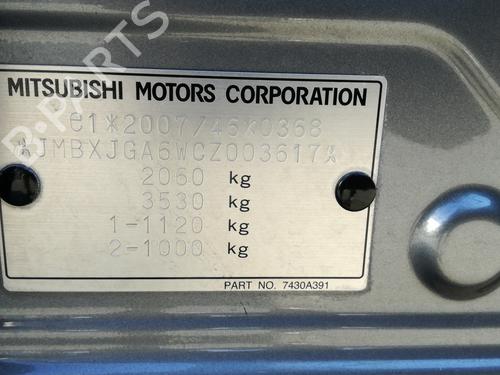 B-PARTS
MITSUBISHI MOTORS CORPORATION
e1*2007/46*0368
*JMBXJGA6WCZ003617*
2060 kg
3530 kg
1-1120 kg
2-1000 kg
PART NO. 7430A391